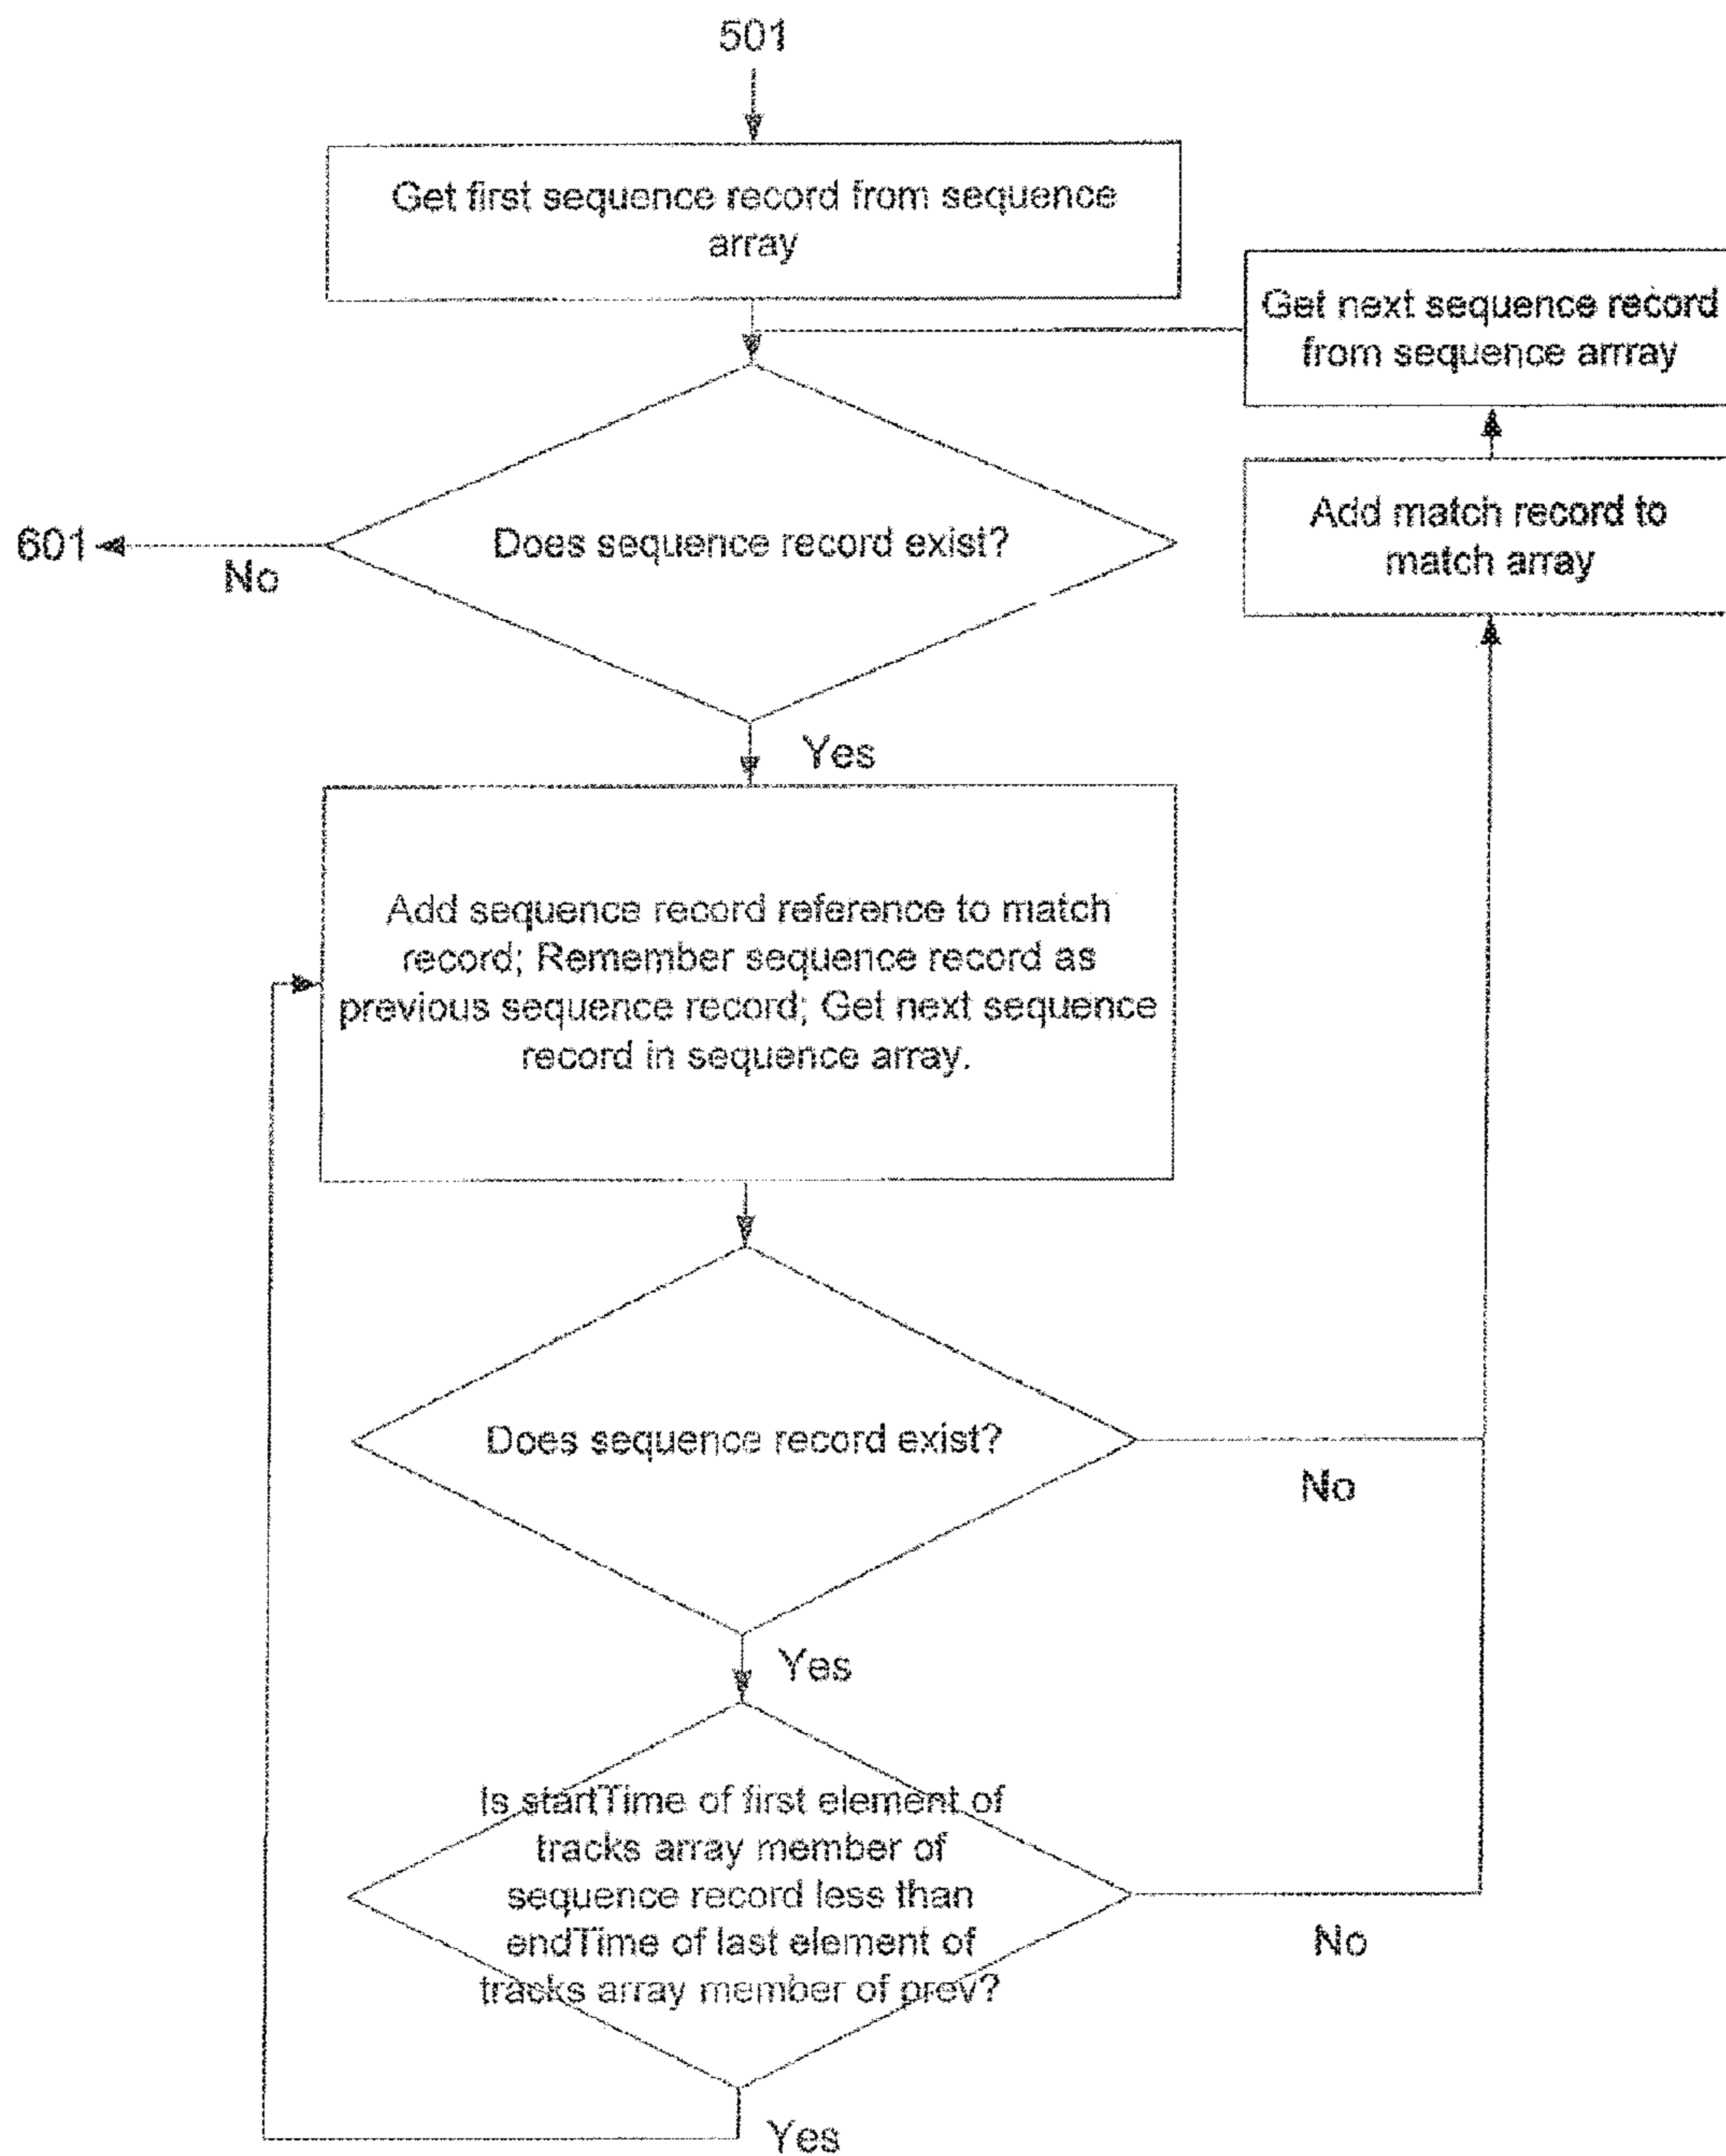 501
Get first sequence record from sequence
array
Get next sequence record
from sequence arrray
Add match record to
match array
Does sequence record exist?
601
No
Yes
Add sequence record reference to match
record; Remember sequence record as
previous sequence record; Get next sequence
record in sequence array.
Does sequence record exist?
No
Yes
Is startTime of first element of
tracks array member of
sequence record less than
endTime of last element of
tracks array member of prev?
No
Yes